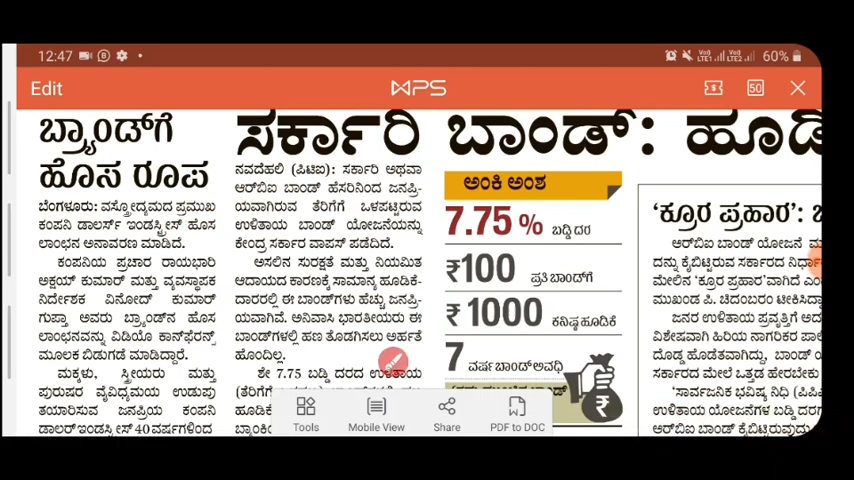 12:47
60%
Edit
WPS
50
ಬ್ರ್ಯಾಂಡ್‌ಗೆ
ಹೊಸ ರೂಪ
ಬೆಂಗಳೂರು: ವಸ್ತ್ರೋದ್ಯಮದ ಪ್ರಮುಖ
ಕಂಪನಿ ಡಾಲರ್ಸ್ ಇಂಡಸ್ಟ್ರೀಸ್ ಹೊಸ
ಲಾಂಛನ ಅನಾವರಣ ಮಾಡಿದೆ.
ಕಂಪನಿಯ ಪ್ರಚಾರ ರಾಯಭಾರಿ
ಅಕ್ಷಯ್ ಕುಮಾರ್ ಮತ್ತು ವ್ಯವಸ್ಥಾಪಕ
ನಿರ್ದೇಶಕ ವಿನೋದ್ ಕುಮಾರ್
ಗುಪ್ತಾ ಅವರು ಬ್ರ್ಯಾಂಡ್‌ನ ಹೊಸ
ಲಾಂಛನವನ್ನು ವಿಡಿಯೊ ಕಾನ್ಫರೆನ್ಸ್
ಮೂಲಕ ಬಿಡುಗಡೆ ಮಾಡಿದ್ದಾರೆ.
ಮಕ್ಕಳು, ಸ್ತ್ರೀಯರು ಮತ್ತು
ಪುರುಷರ ವೈವಿಧ್ಯಮಯ ಉಡುಪು
ತಯಾರಿಸುವ ಜನಪ್ರಿಯ ಕಂಪನಿ
ಡಾಲರ್ ಇಂಡಸ್ಟ್ರೀಸ್ 40 ವರ್ಷಗಳಿಂದ
ಸರ್ಕಾರಿ ಬಾಂಡ್: ಹೂಡಿ
ನವದೆಹಲಿ (ಪಿಟಿಐ): ಸರ್ಕಾರಿ ಅಥವಾ
ಆರ್‌ಬಿಐ ಬಾಂಡ್ ಹೆಸರಿನಿಂದ ಜನಪ್ರಿ-
ಯವಾಗಿರುವ ತೆರಿಗೆಗೆ ಒಳಪಟ್ಟಿರುವ
ಉಳಿತಾಯ ಬಾಂಡ್ ಯೋಜನೆಯನ್ನು
ಕೇಂದ್ರ ಸರ್ಕಾರ ವಾಪಸ್ ಪಡೆದಿದೆ.
ಅಸಲಿನ ಸುರಕ್ಷತೆ ಮತ್ತು ನಿಯಮಿತ
ಆದಾಯದ ಕಾರಣಕ್ಕೆ ಸಾಮಾನ್ಯ ಹೂಡಿಕೆ-
ದಾರರಲ್ಲಿ ಈ ಬಾಂಡ್‌ಗಳು ಹೆಚ್ಚು ಜನಪ್ರಿ-
ಯವಾಗಿವೆ. ಅನಿವಾಸಿ ಭಾರತೀಯರು ಈ
ಬಾಂಡ್‌ಗಳಲ್ಲಿ ಹಣ ತೊಡಗಿಸಲು ಅರ್ಹತೆ
ಹೊಂದಿಲ್ಲ.
ಶೇ 7.75 ಬಡ್ಡಿ ದರದ ಉಳಿತಾಯ
(ತೆರಿಗೆಗೆ
ಹೂಡಿಕೆ
ಬ್ಯಾಂಕಿ
ಅಂಕಿ ಅಂಶ
7.75 % ಬಡ್ಡಿ ದರ
₹100 ಪ್ರತಿ ಬಾಂಡ್‌ಗೆ
₹ 1000 ಕನಿಷ್ಠ ಹೂಡಿಕೆ
7 ವರ್ಷ ಬಾಂಡ್ ಅವಧಿ
₹
'ಕ್ರೂರ ಪ್ರಹಾರ':
ಆರ್‌ಬಿಐ ಬಾಂಡ್ ಯೋಜನೆ
ದನ್ನು ಕೈಬಿಟ್ಟಿರುವ ಸರ್ಕಾರದ ನಿರ್ಧಾ
ಮೇಲಿನ 'ಕ್ರೂರ ಪ್ರಹಾರ'ವಾಗಿದೆ
ಮುಖಂಡ ಪಿ. ಚಿದಂಬರಂ ಟೀಕಿಸಿದ್ದಾ
ಜನರ ಉಳಿತಾಯ ಪ್ರವೃತ್ತಿಗೆ ಅದ
ವಿಶೇಷವಾಗಿ ಹಿರಿಯ ನಾಗರಿಕರ
ದೊಡ್ಡ ಹೊಡೆತವಾಗಿದ್ದು, ಬಾಂಡ್
ಸರ್ಕಾರದ ಮೇಲೆ ಒತ್ತಡ ಹೇರಬೇಕು
'ಸಾರ್ವಜನಿಕ ಭವಿಷ್ಯ ನಿಧಿ (ಪಿಪಿ
ಉಳಿತಾಯ ಯೋಜನೆಗಳ ಬಡ್ಡಿ ದರ
ಆರ್‌ಬಿಐ ಬಾಂಡ್ ಕೈಬಿಟ್ಟಿರುವುದು
Tools
Mobile View
Share
PDF to DOC